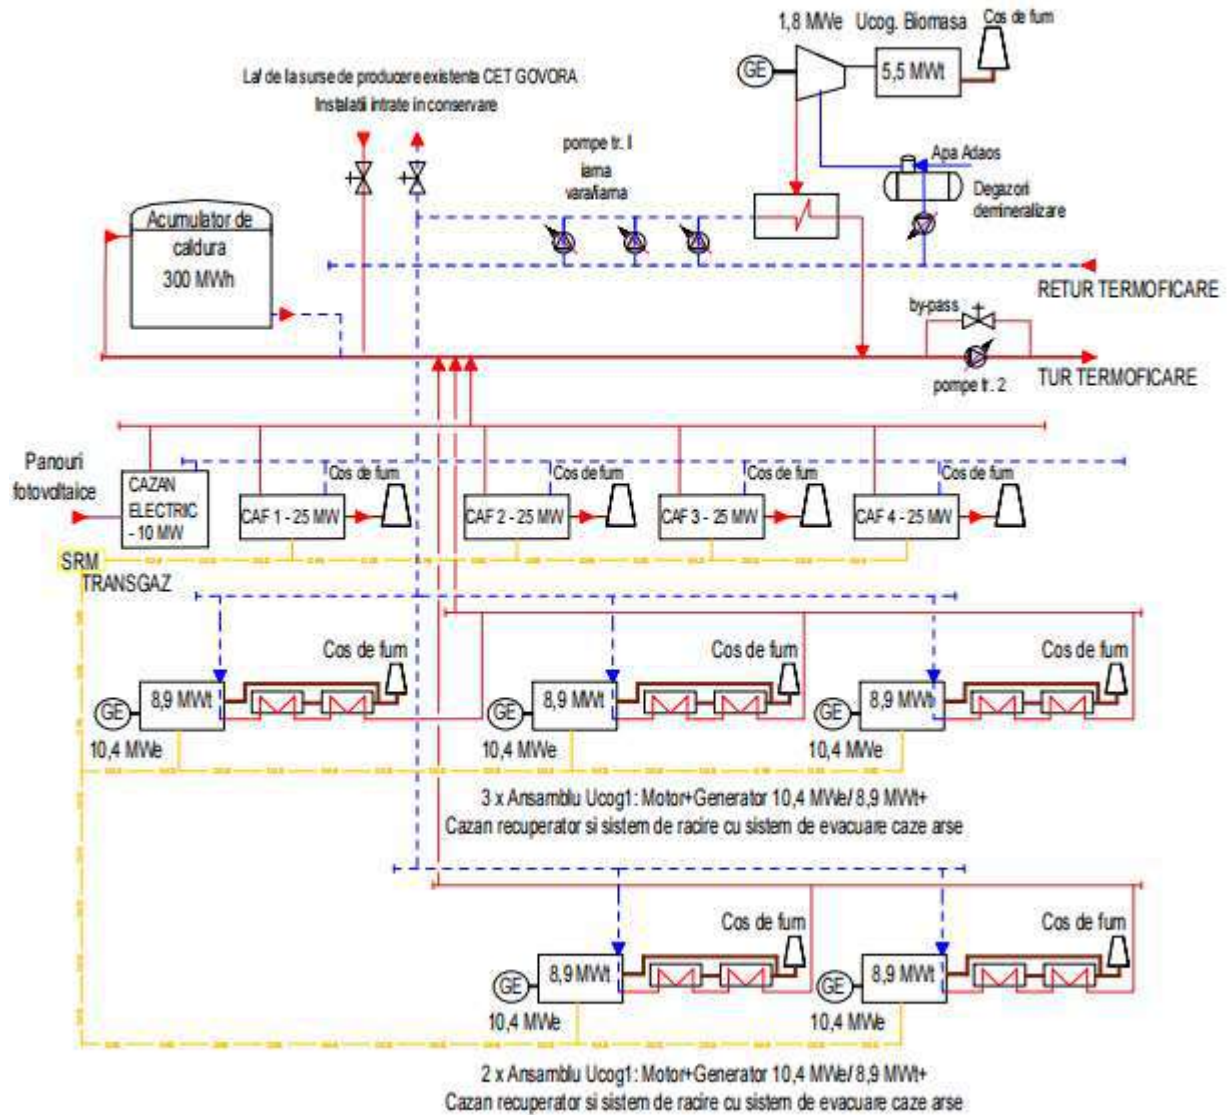 1,8 MWe Ucog. Biomasa
Cos de fum
GE
5,5 MWt
La/ de la surse de producere existenta CET GOVORA
Instalatii intrate in conservare
pompe tr. I
iarna
vara/iarna
Apa Adaos
Degazori
demineralizare
Acumulator de
caldura
300 MWh
RETUR TERMOFICARE
by-pass
pompe tr. 2
TUR TERMOFICARE
Panouri
fotovoltaice
CAZAN
ELECTRIC
- 10 MW
Cos de fum
Cos de fum
Cos de fum
Cos de fum
CAF 1 - 25 MW
CAF 2 - 25 MW
CAF 3 - 25 MW
CAF 4 - 25 MW
SRM
TRANSGAZ
Cos de fum
Cos de fum
Cos de fum
GE
8,9 MWt
GE
8,9 MWt
GE
8,9 MWt
10,4 MWe
10,4 MWe
10,4 MWe
3 x Ansamblu Ucog1: Motor+Generator 10,4 MWe/ 8,9 MWt+
Cazan recuperator si sistem de racire cu sistem de evacuare caze arse
Cos de fum
Cos de fum
GE
8,9 MWt
GE
8,9 MWt
10,4 MWe
10,4 MWe
2 x Ansamblu Ucog1: Motor+Generator 10,4 MWe/ 8,9 MWt+
Cazan recuperator si sistem de racire cu sistem de evacuare caze arse